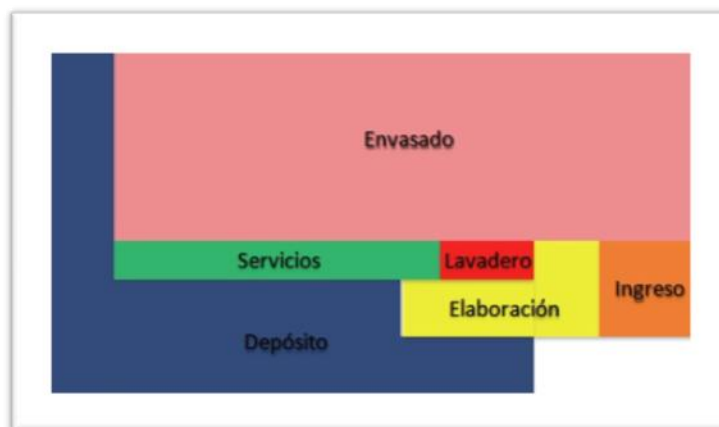 Envasado
Servicios
Lavadero
Ingreso
Elaboración
Depósito